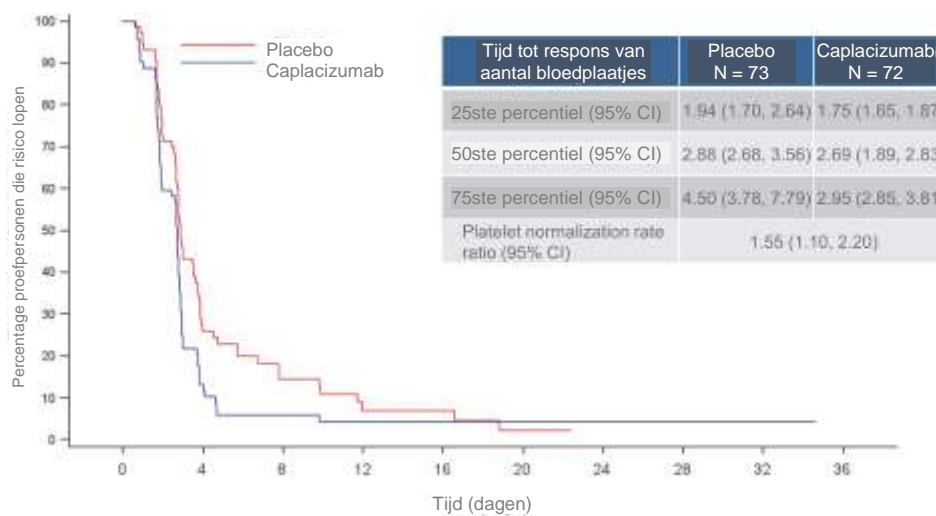 Placebo
Caplacizumab
Tijd tot respons van aantal bloedplaatjes
Placebo N = 73
Caplacizumab N = 72
25ste percentiel (95% CI)
1.94 (1.70, 2.64)
1.75 (1.65, 1.87
50ste percentiel (95% CI)
2.88 (2.68, 3.56)
2.69 (1.89, 2.83
75ste percentiel (95% CI)
4.50 (3.78, 7.79)
2.95 (2.85, 3.81
Platelet normalization rate
ratio (95% CI)
1.55 (1.10, 2.20)
Percentage proefpersonen die risico lopen
100
90
80
70
60
50
40
30
20
10
0
0 4 8 12 16 20 24 28 32 36
Tijd (dagen)